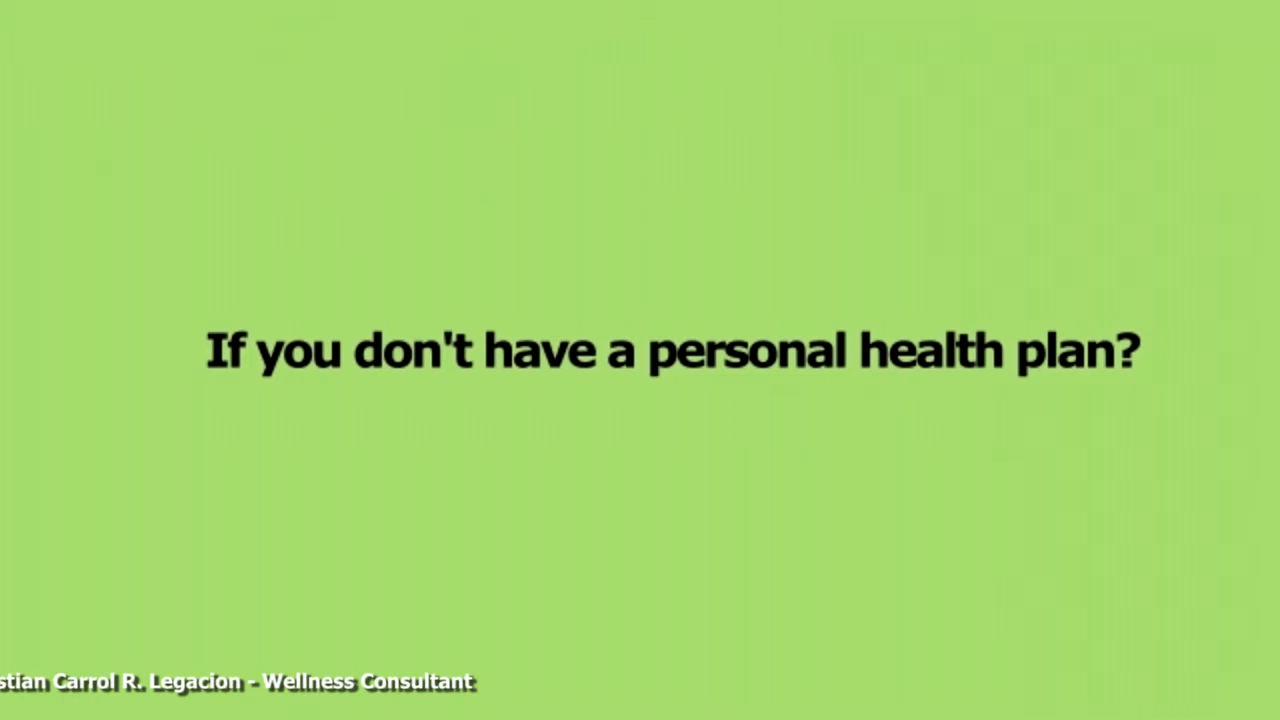 If you don't have a personal health plan?
stian Carrol R. Legacion - Wellness Consultant